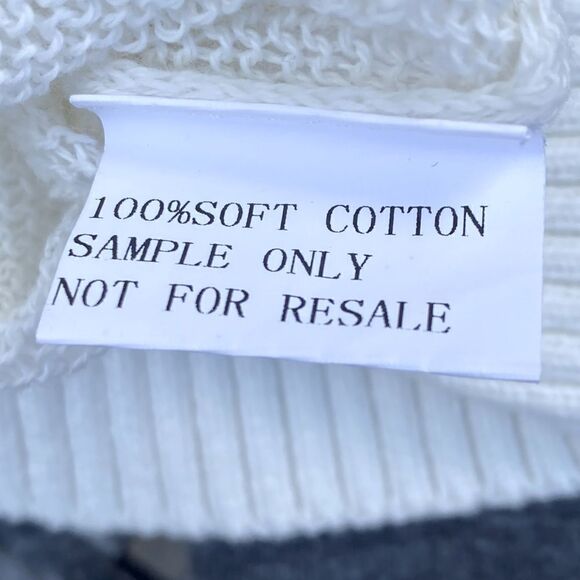 100%SOFT COTTON
SAMPLE ONLY
NOT FOR RESALE